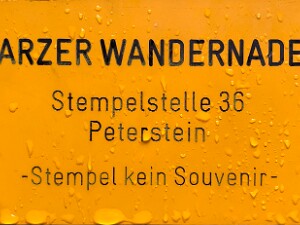 ARZER WANDERNADE
Stempelstelle 36
Peterstein
-Stempel kein Souvenir-